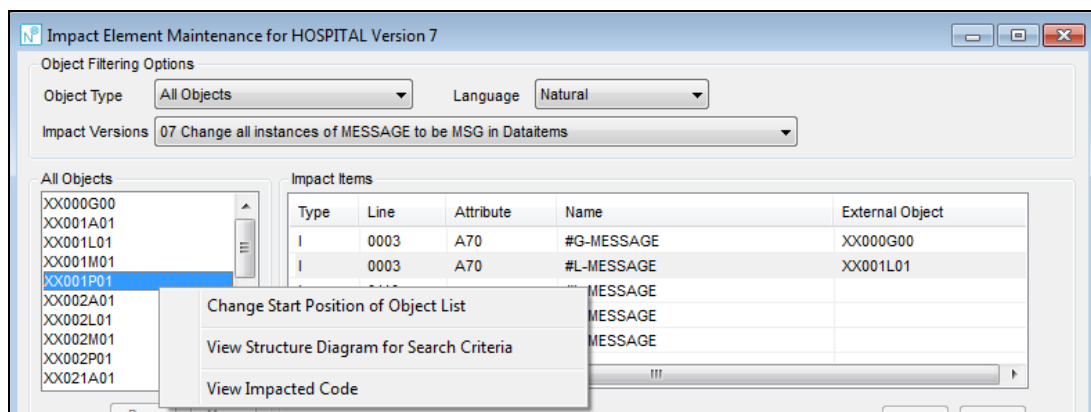 Impact Element Maintenance for HOSPITAL Version 7
Object Filtering Options
Object Type All Objects Language Natural
Impact Versions 07 Change all instances of MESSAGE to be MSG in Dataitems
All Objects Impact Items
XX000G00
XX001A01
XX001L01
XX001M01
XX001P01
XX002A01
XX002L01
XX002M01
XX002P01
XX021A01
Type Line Attribute Name External Object
I 0003 A70 #G-MESSAGE XX000G00
I 0003 A70 #L-MESSAGE XX001L01
MESSAGE
MESSAGE
MESSAGE
Change Start Position of Object List
View Structure Diagram for Search Criteria
View Impacted Code